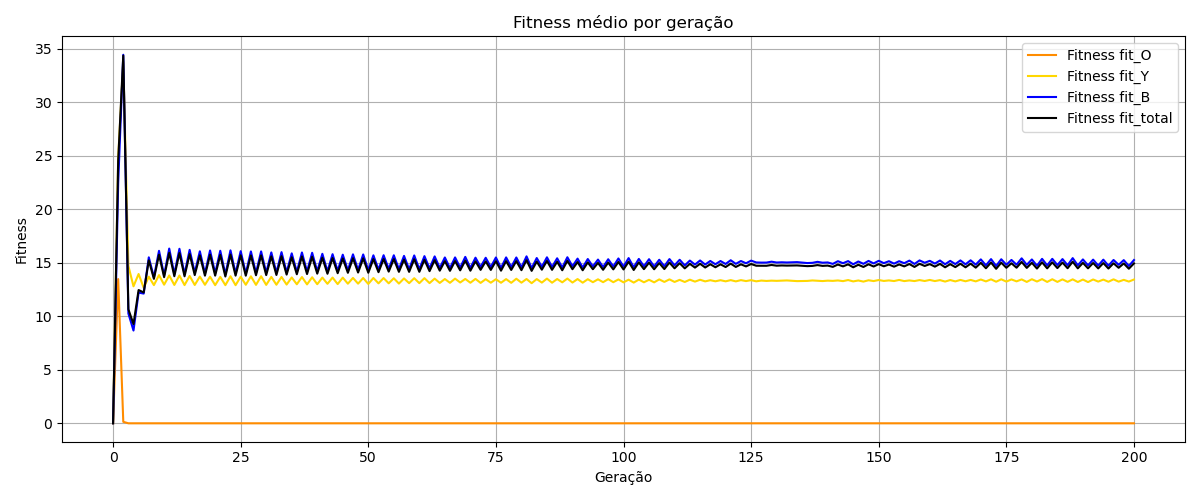 Fitness médio por geração
Fitness
35
30
25
20
15
10
5
0
Fitness fit_O
Fitness fit_Y
Fitness fit_B
Fitness fit_total
0 25 50 75 100 125 150 175 200
Geração